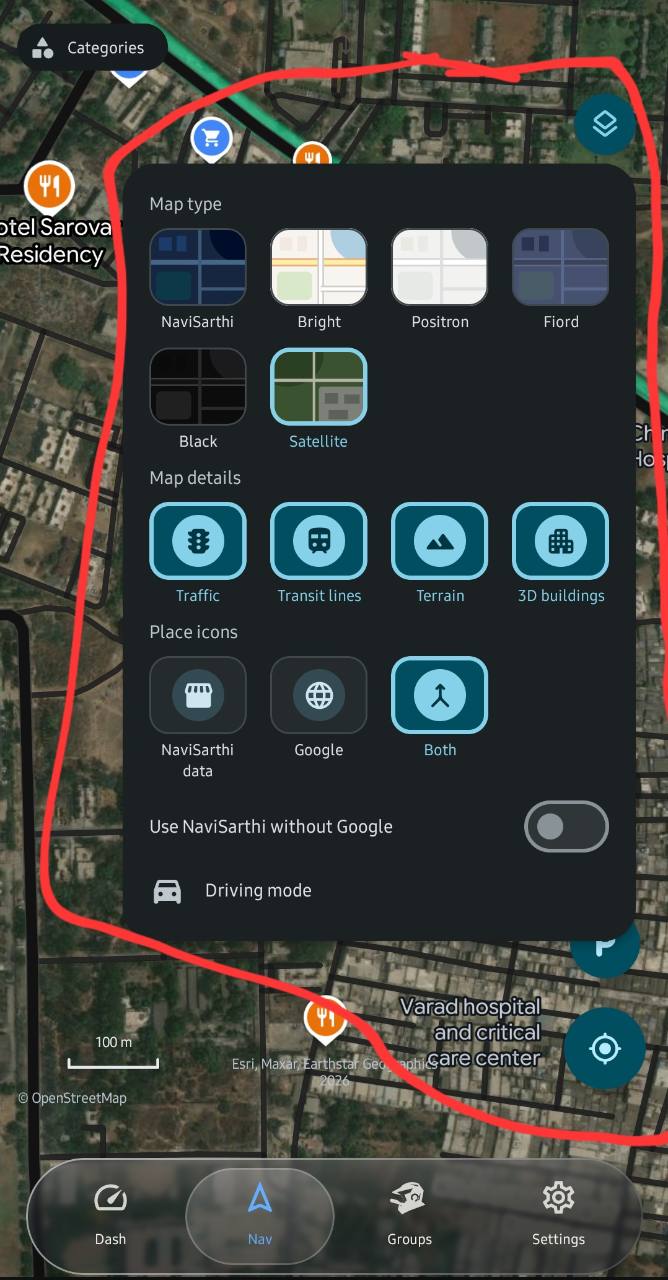 Categories
otel Sarova
Residency
Map type
NaviSarthi
Bright
Positron
Fiord
Black
Satellite
Map details
Traffic
Transit lines
Terrain
3D buildings
Place icons
NaviSarthi
data
Google
Both
Use NaviSarthi without Google
Driving mode
P
Varad hospital
and critical
care center
100 m
Esri, Maxar, Earthstar Geographics
2026
© OpenStreetMap
Dash
Nav
Groups
Settings